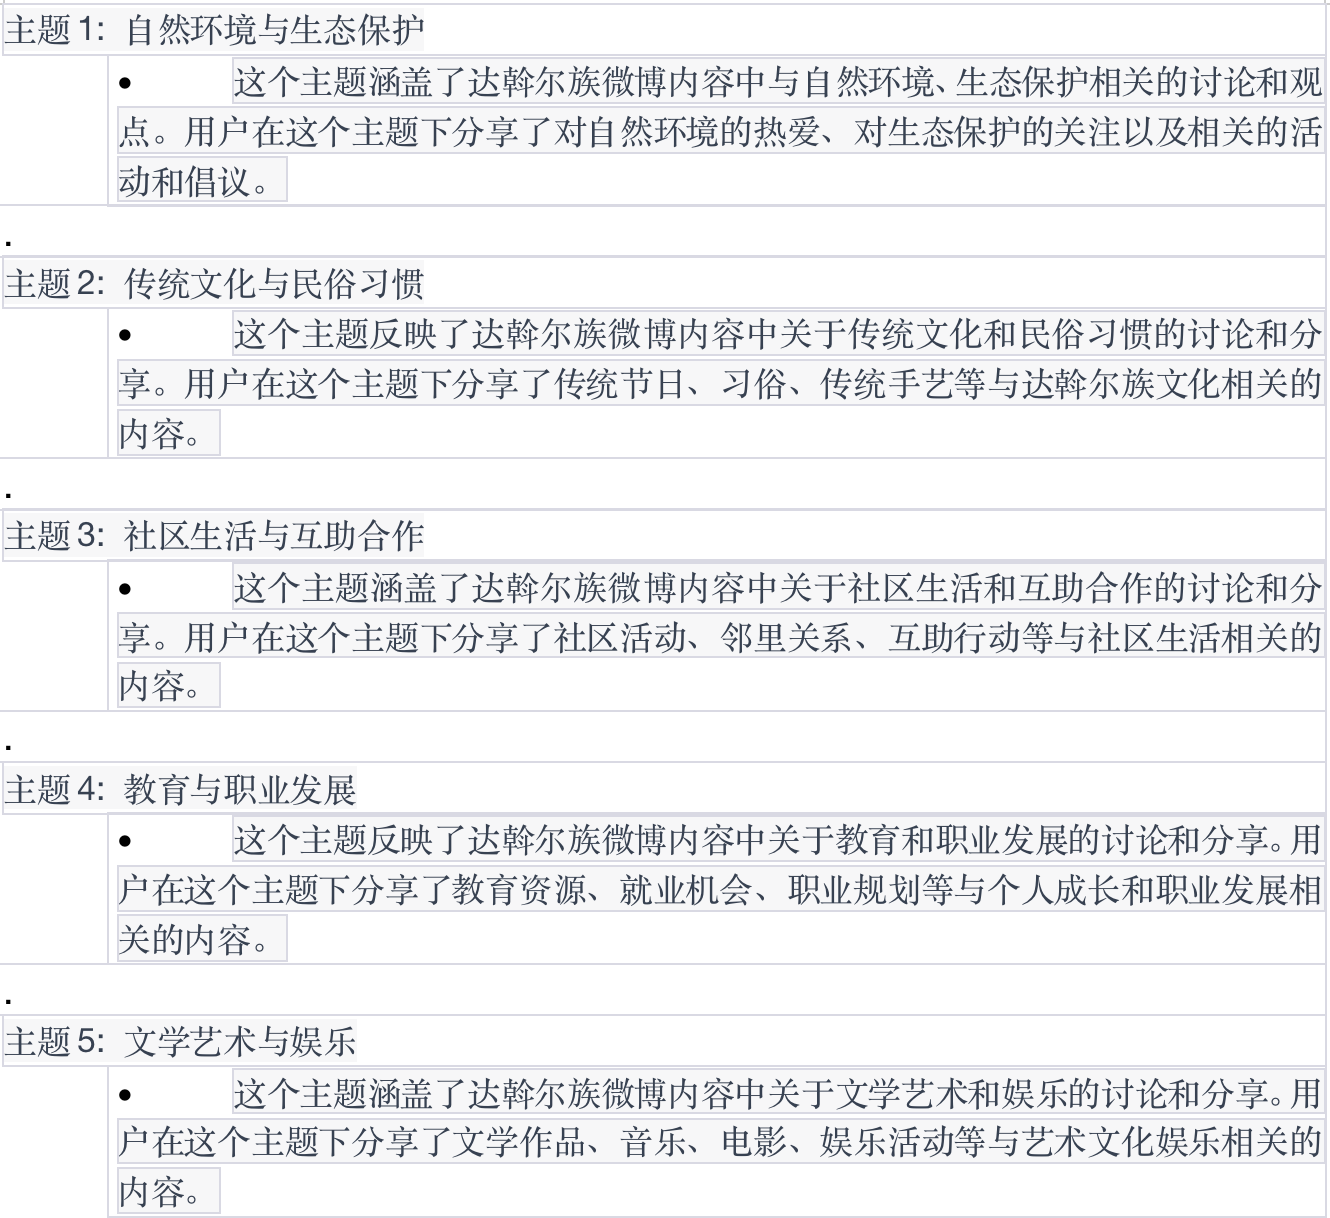 主题 1: 自然环境与生态保护
• 这个主题涵盖了达斡尔族微博内容中与自然环境、生态保护相关的讨论和观
点。用户在这个主题下分享了对自然环境的热爱、对生态保护的关注以及相关的活
动和倡议。
.
主题 2: 传统文化与民俗习惯
• 这个主题反映了达斡尔族微博内容中关于传统文化和民俗习惯的讨论和分
享。用户在这个主题下分享了传统节日、习俗、传统手艺等与达斡尔族文化相关的
内容。
.
主题 3: 社区生活与互助合作
• 这个主题涵盖了达斡尔族微博内容中关于社区生活和互助合作的讨论和分
享。用户在这个主题下分享了社区活动、邻里关系、互助行动等与社区生活相关的
内容。
.
主题 4: 教育与职业发展
• 这个主题反映了达斡尔族微博内容中关于教育和职业发展的讨论和分享。用
户在这个主题下分享了教育资源、就业机会、职业规划等与个人成长和职业发展相
关的内容。
.
主题 5: 文学艺术与娱乐
• 这个主题涵盖了达斡尔族微博内容中关于文学艺术和娱乐的讨论和分享。用
户在这个主题下分享了文学作品、音乐、电影、娱乐活动等与艺术文化娱乐相关的
内容。